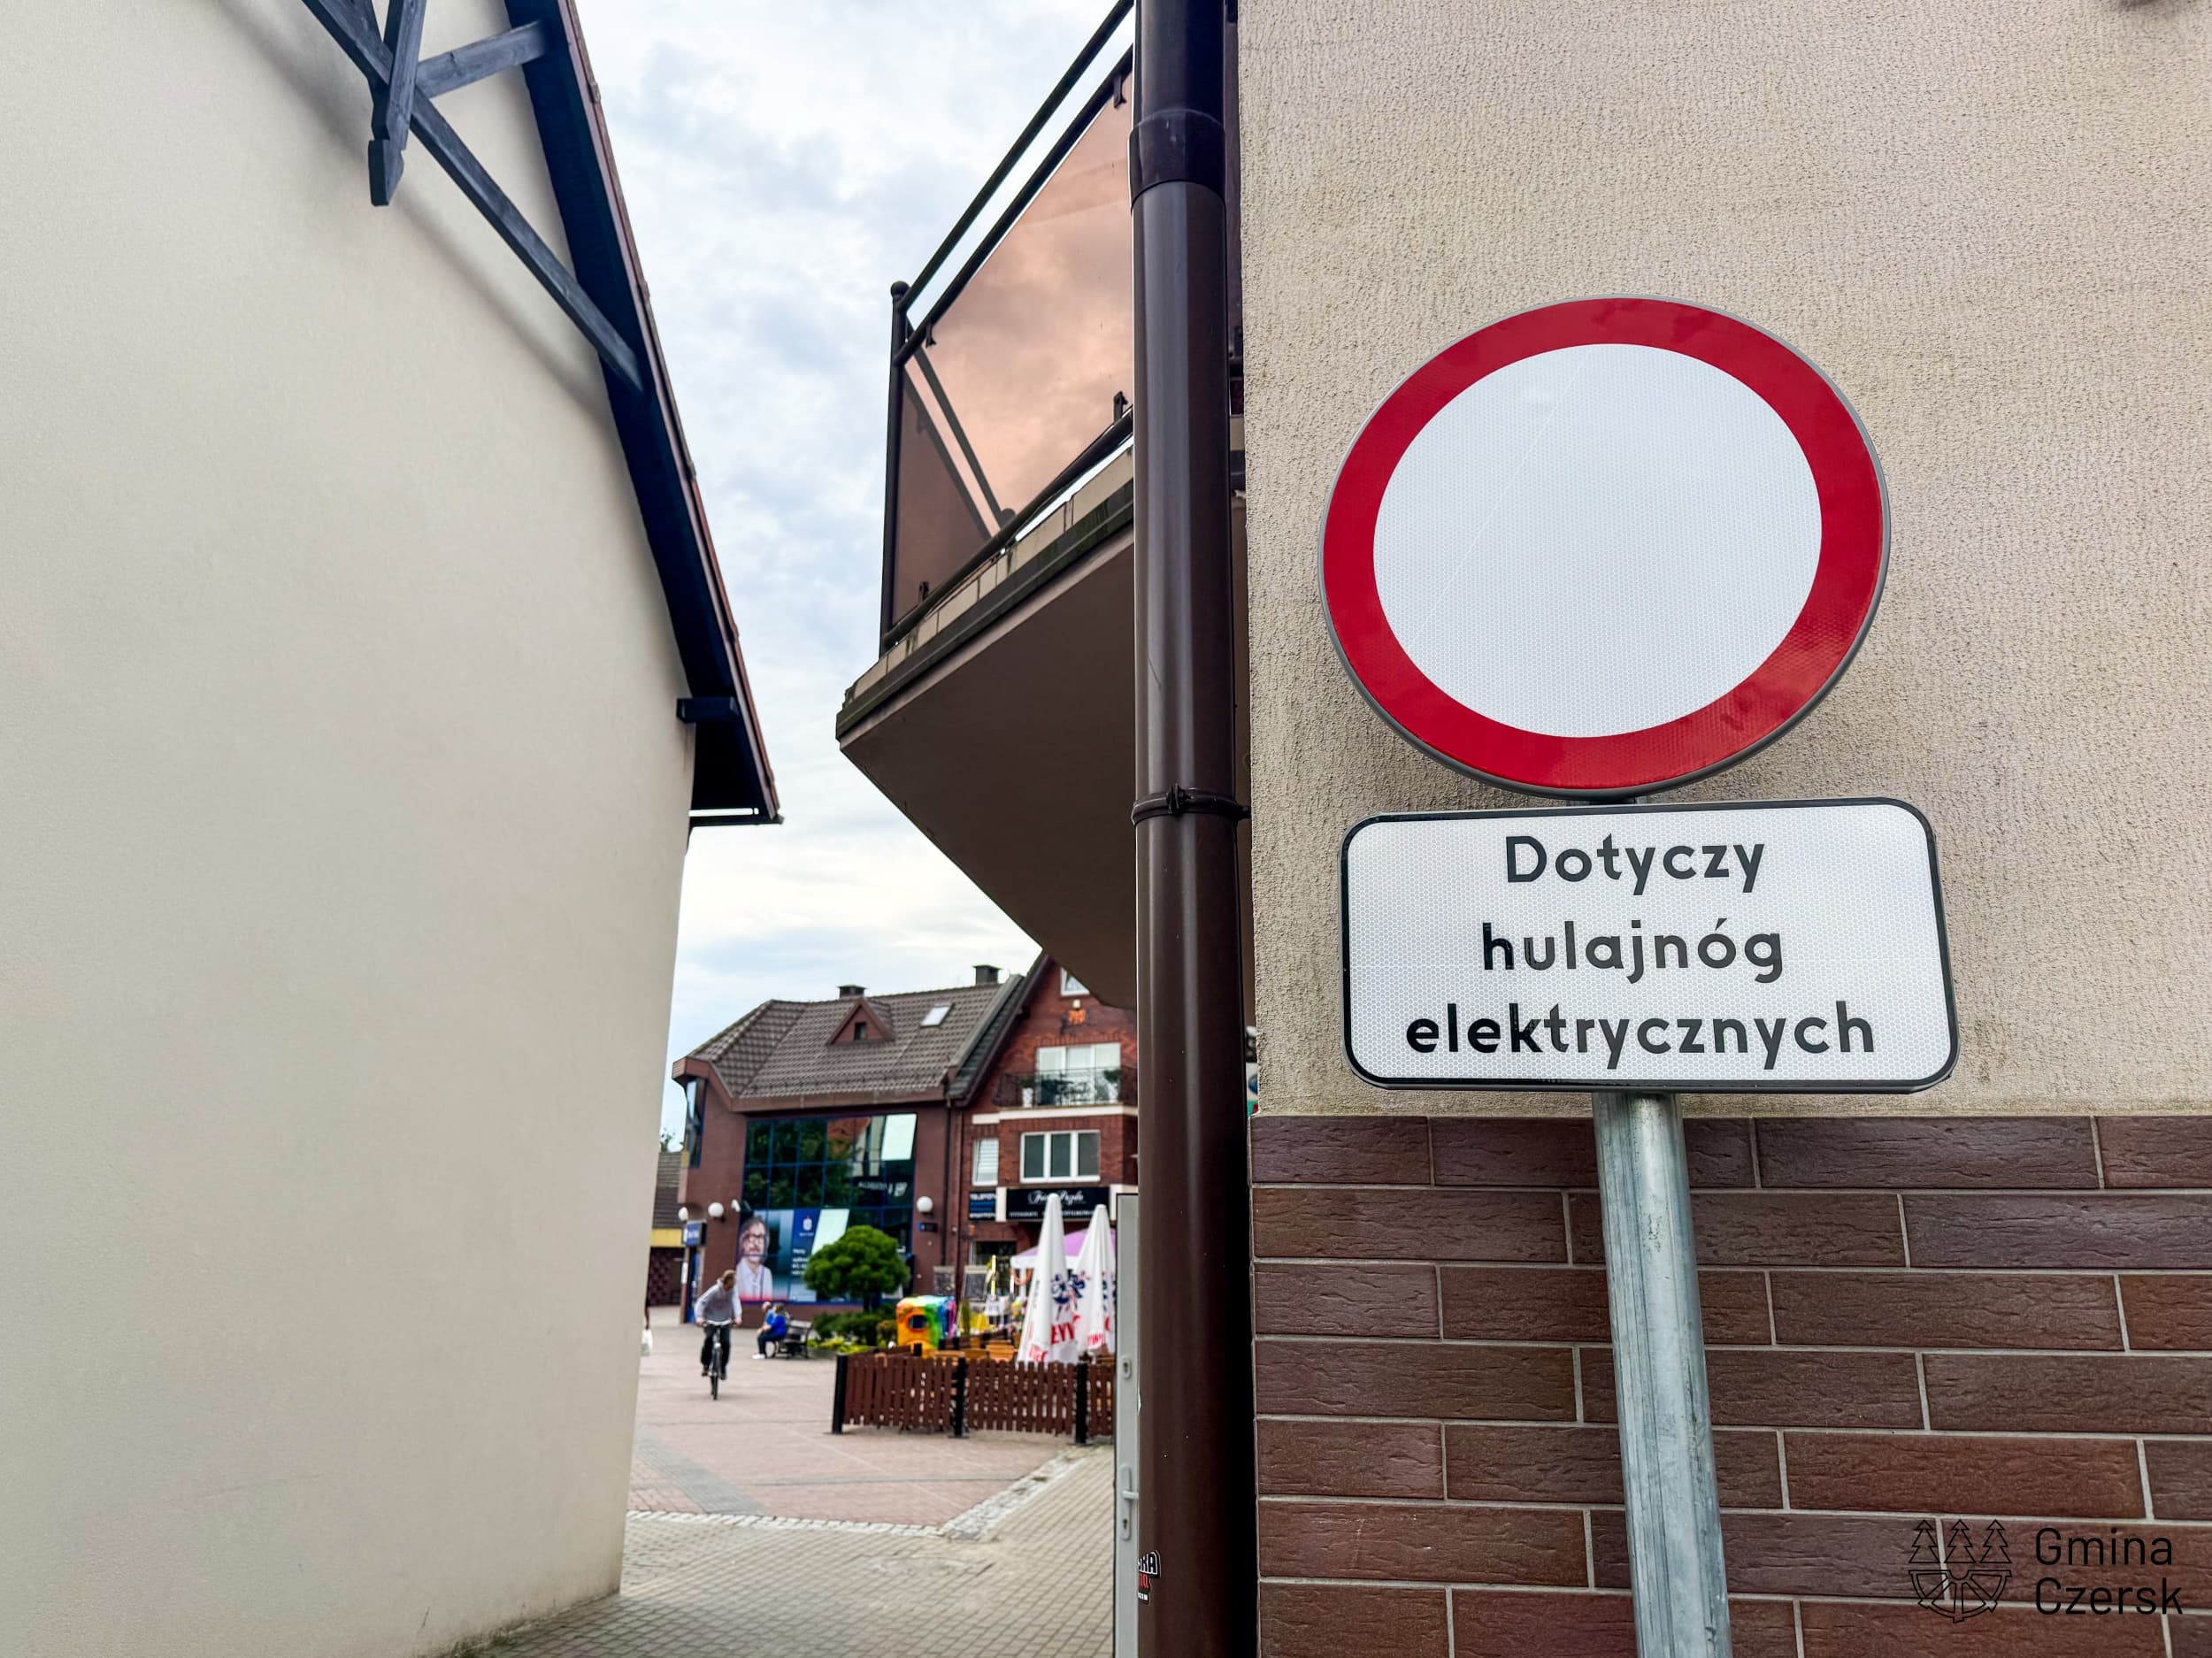 Dotyczy
hulajnóg
elektrycznych
Gmina
Czersk